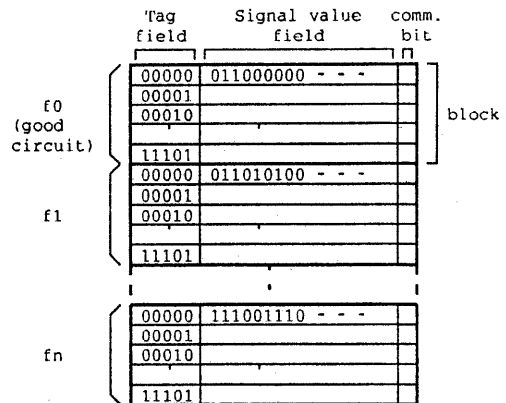 Tag Signal value comm.
field field bit
f0
(good
circuit)
00000 011000000 - - -
00001
00010
11101
block
f1
00000 011010100 - - -
00001
00010
11101
fn
00000 111001110 - - -
00001
00010
11101